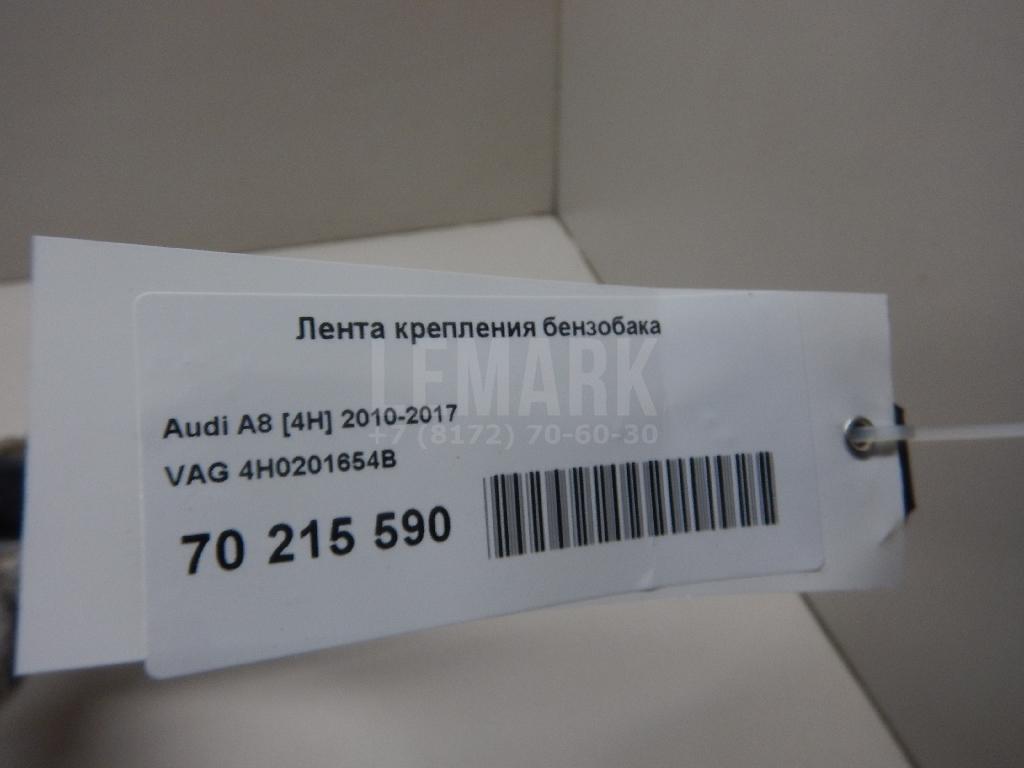 Лента крепления бензобака
LEMARK
Audi A8 [4H] 2010-2017
+7 (8172) 70-60-30
VAG 4H0201654B
70 215 590